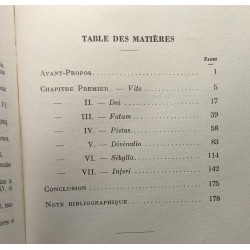 TABLE DES MATIÈRES
PAGES
AVANT-PROPOS 1
CHAPITRE PREMIER. — Vita 5
— II. — Dei 17
— III. — Fatum 39
— IV. — Pietas 58
— V. — Divinatio 83
— VI. — Sibylla 114
— VII. — Inferi 142
CONCLUSION 175
NOTE BIBLIOGRAPHIQUE 178